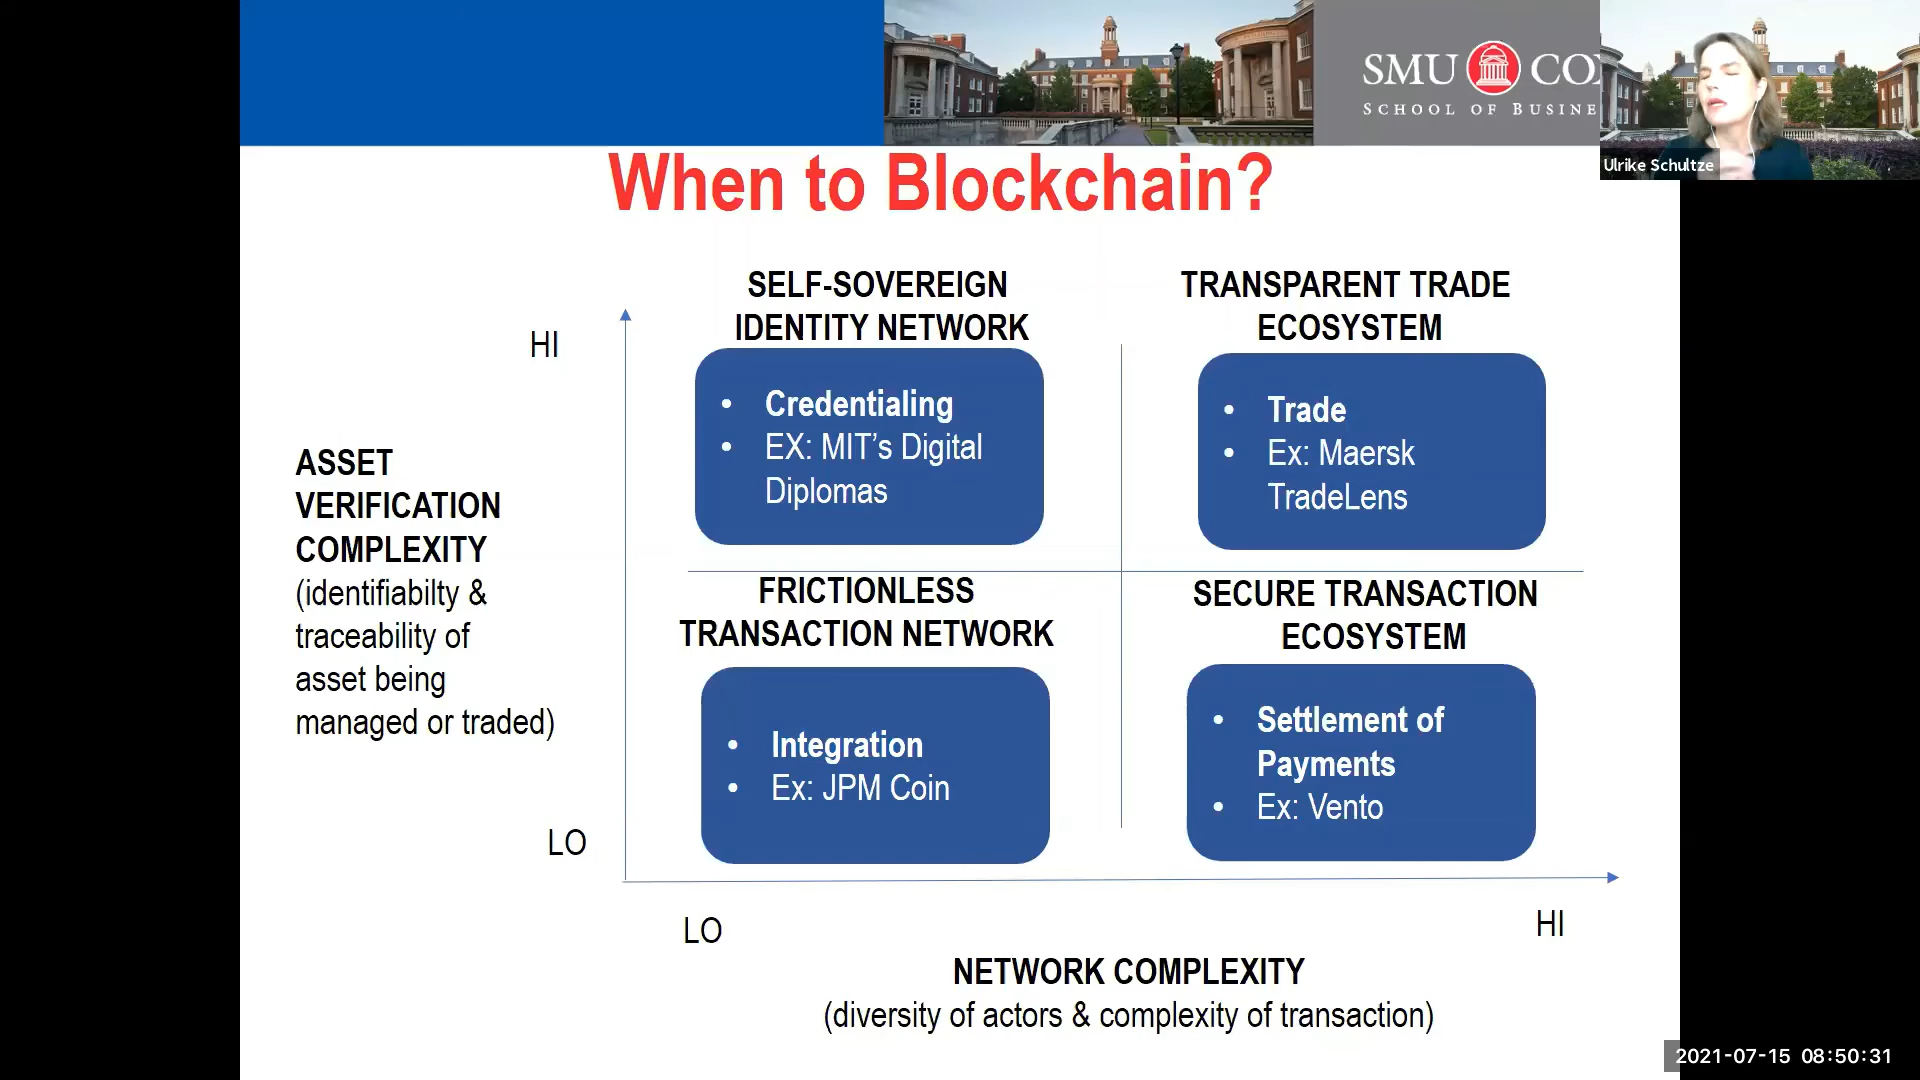 SMU CO
SCHOOL OF BUSINE
Ulrike Schultze
When to Blockchain?
SELF-SOVEREIGN
IDENTITY NETWORK
TRANSPARENT TRADE
ECOSYSTEM
HI
• Credentialing
• EX: MIT’s Digital
Diplomas
• Trade
• Ex: Maersk
TradeLens
ASSET
VERIFICATION
COMPLEXITY
(identifiabilty &
traceability of
asset being
managed or traded)
FRICTIONLESS
TRANSACTION NETWORK
SECURE TRANSACTION
ECOSYSTEM
• Integration
• Ex: JPM Coin
• Settlement of
Payments
• Ex: Vento
LO
LO
HI
NETWORK COMPLEXITY
(diversity of actors & complexity of transaction)
2021-07-15 08:50:31